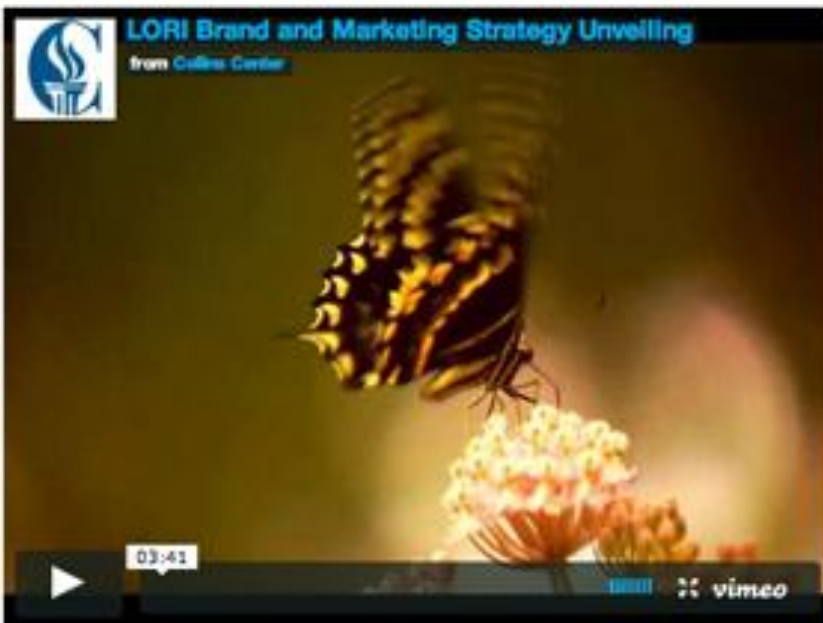 LORI Brand and Marketing Strategy Unveiling
from Collins Center
03:41
vimeo